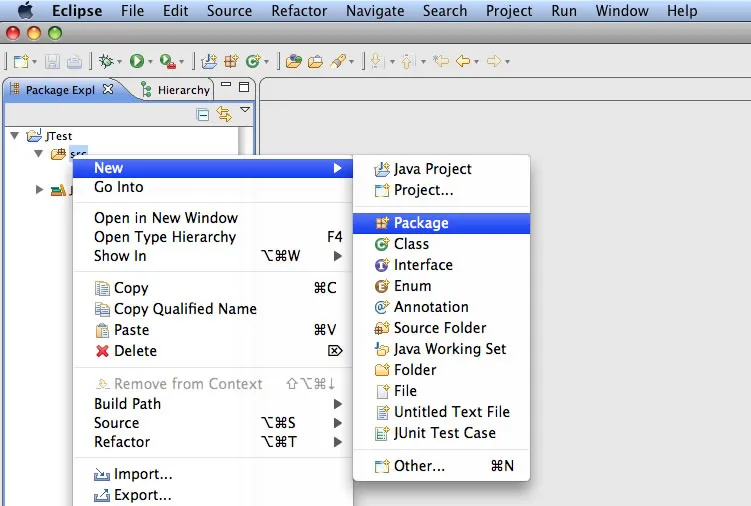 Eclipse File Edit Source Refactor Navigate Search Project Run Window Help
Package Expl Hierarchy
JTest
src
New
Go Into
Open in New Window
Open Type Hierarchy F4
Show In ⌥⌘W
Copy ⌘C
Copy Qualified Name
Paste ⌘V
Delete ⌦
Remove from Context ⇧⌥⌘↓
Build Path
Source ⌥⌘S
Refactor ⌥⌘T
Import...
Export...
Java Project
Project...
Package
Class
Interface
Enum
Annotation
Source Folder
Java Working Set
Folder
File
Untitled Text File
JUnit Test Case
Other... ⌘N